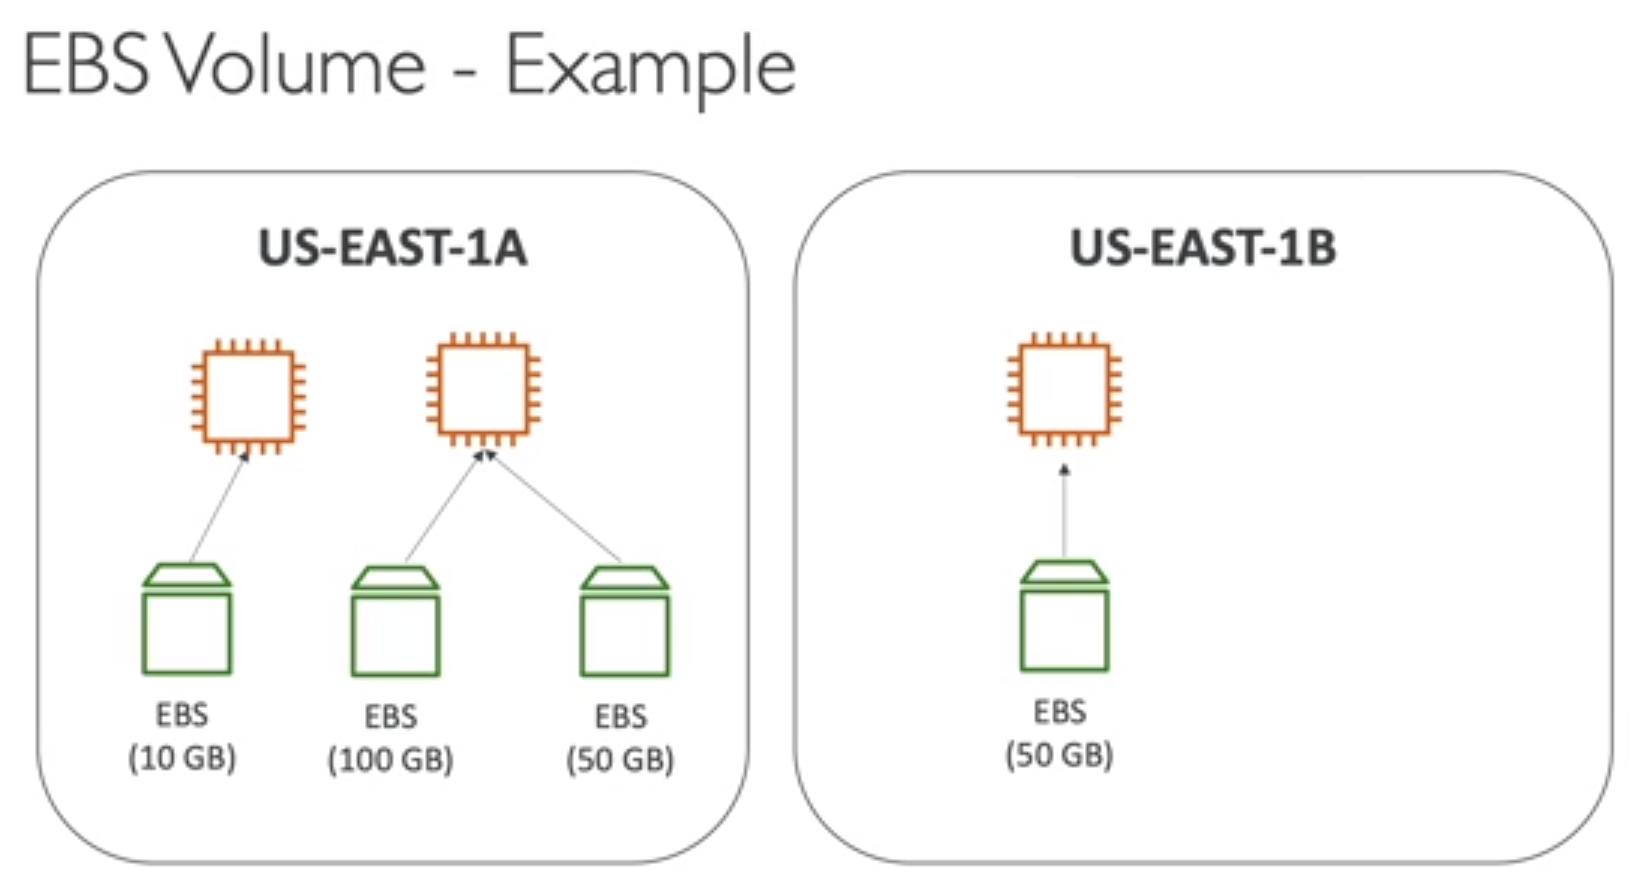 EBS Volume - Example
US-EAST-1A
EBS
(10 GB)
EBS
(100 GB)
EBS
(50 GB)
US-EAST-1B
EBS
(50 GB)